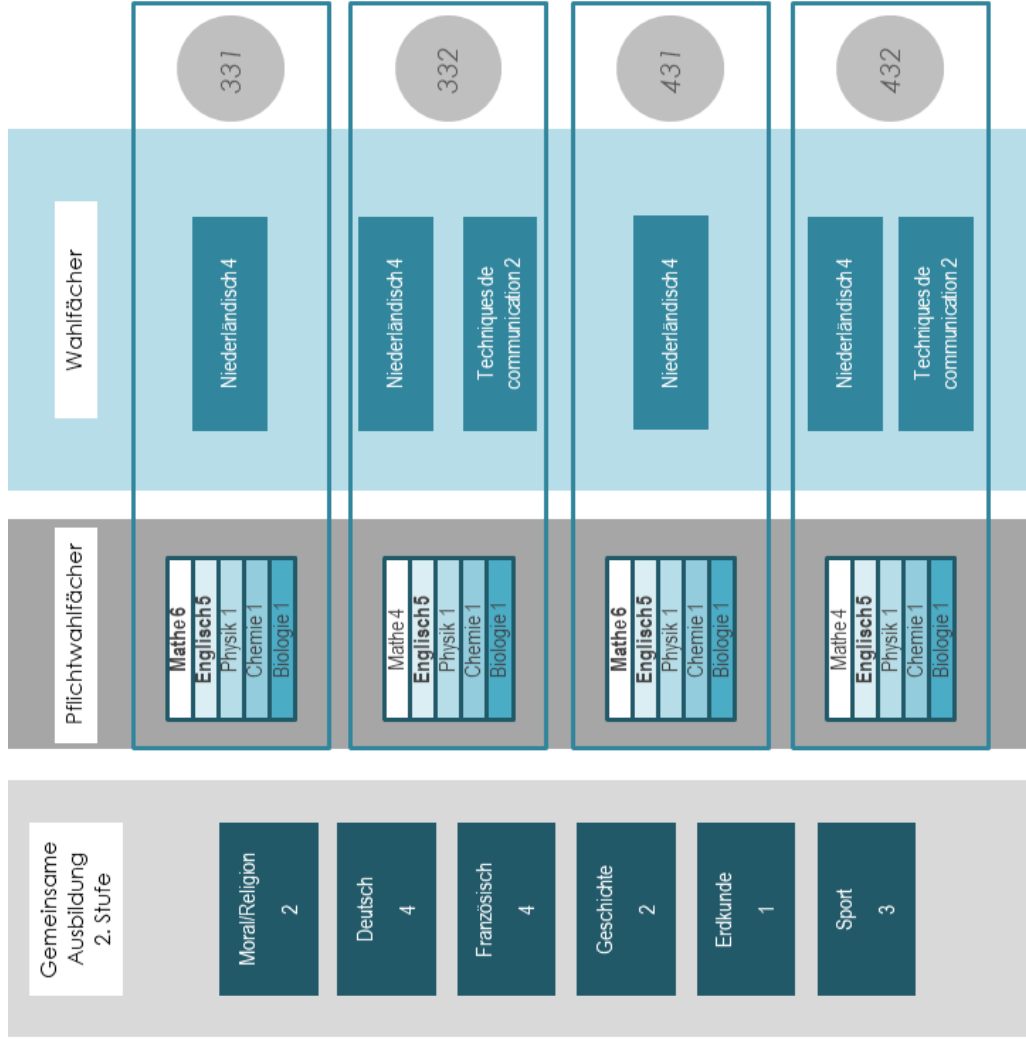 Gemeinsame
Ausbildung
2. Stufe
Moral/Religion
2
Deutsch
4
Französisch
4
Geschichte
2
Erdkunde
1
Sport
3
Pflichtwahlfächer
Mathe 6
Englisch 5
Physik 1
Chemie 1
Biologie 1
Mathe 4
Englisch 5
Physik 1
Chemie 1
Biologie 1
Mathe 6
Englisch 5
Physik 1
Chemie 1
Biologie 1
Mathe 4
Englisch 5
Physik 1
Chemie 1
Biologie 1
Wahlfächer
Niederländisch 4
Niederländisch 4
Techniques de
communication 2
Niederländisch 4
Niederländisch 4
Techniques de
communication 2
331
332
431
432